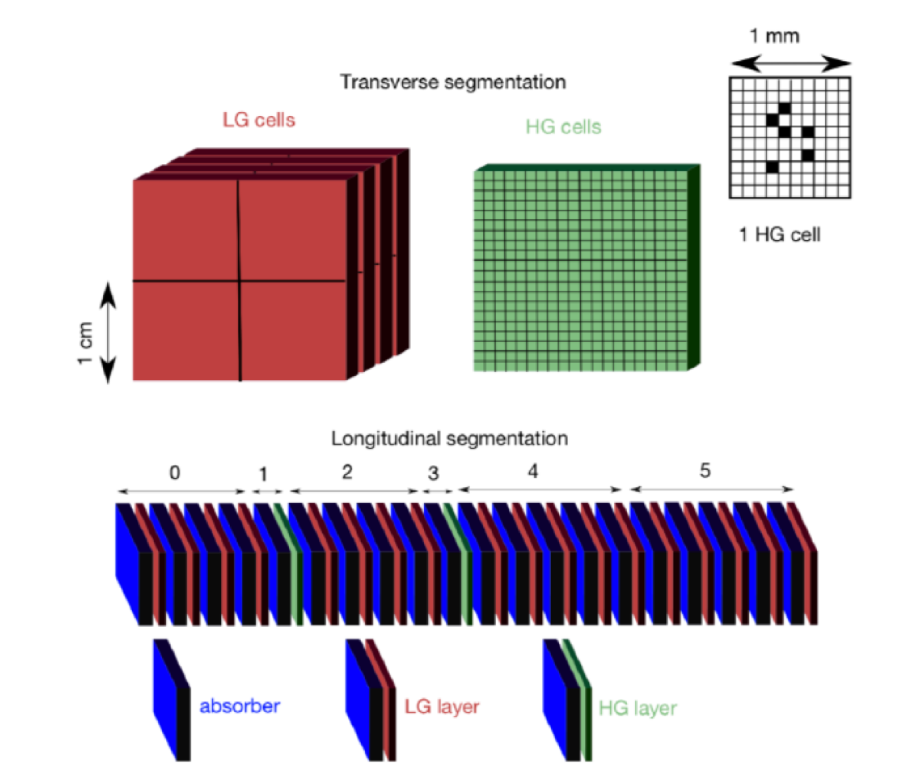 1 mm
Transverse segmentation
LG cells
HG cells
1 HG cell
1 cm
Longitudinal segmentation
0 1 2 3 4 5
absorber
LG layer
HG layer